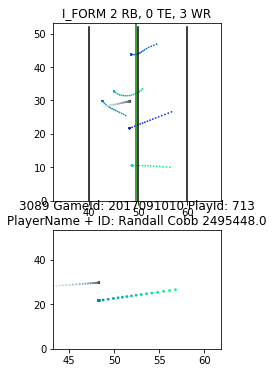 I_FORM 2 RB, 0 TE, 3 WR
50
40
30
20
10
0
40 50 60
3089 GameId: 2017091010 PlayId: 713
PlayerName + ID: Randall Cobb 2495448.0
40
20
0
45 50 55 60